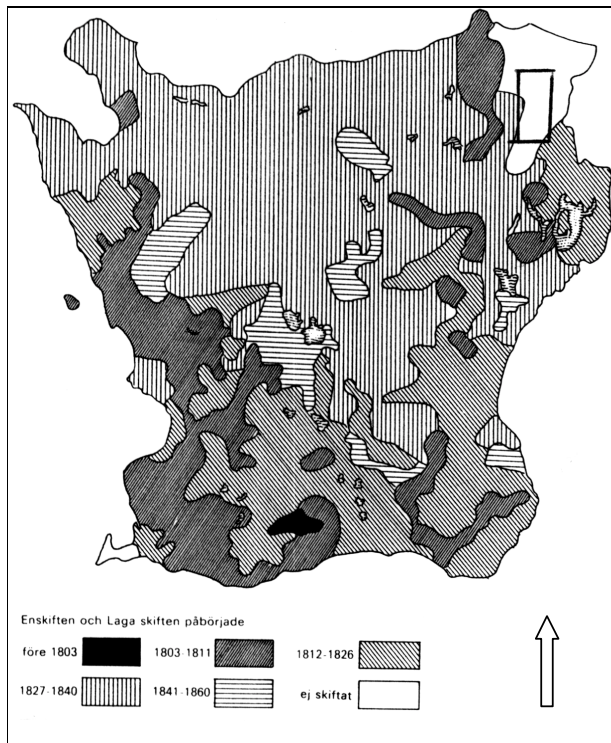 Enskiften och Laga skiften påbörjade
före 1803 1803-1811 1812-1826
1827-1840 1841-1860 ej skiftat